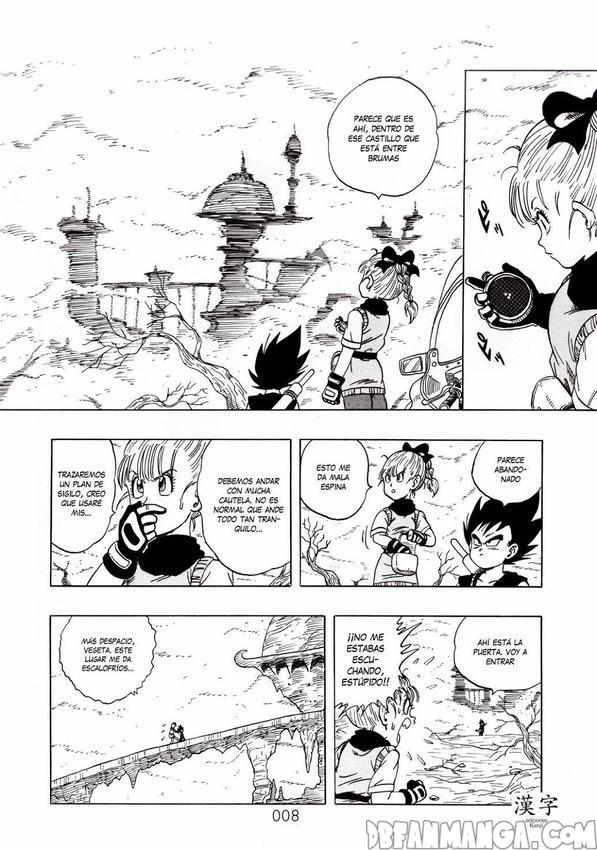 PARECE QUE ES
AHÍ, DENTRO DE
ESE CASTILLO QUE
ESTÁ ENTRE
BRUMAS
PARECE
ABANDO-
NADO
ESTO ME
DA MALA
ESPINA
DEBEMOS ANDAR
CON MUCHA
CAUTELA. NO ES
NORMAL QUE ANDE
TODO TAN TRAN-
QUILO...
TRAZAREMOS
UN PLAN DE
SIGILO, CREO
QUE USARÉ
MIS...
AHÍ ESTÁ LA
PUERTA. VOY A
ENTRAR
¡¡NO ME
ESTABAS
ESCU-
CHANDO,
ESTÚPIDO!!
MÁS DESPACIO,
VEGETA. ESTE
LUGAR ME DA
ESCALOFRÍOS...
008
漢字
ediciones
Kanji
DBFANMANGA.COM